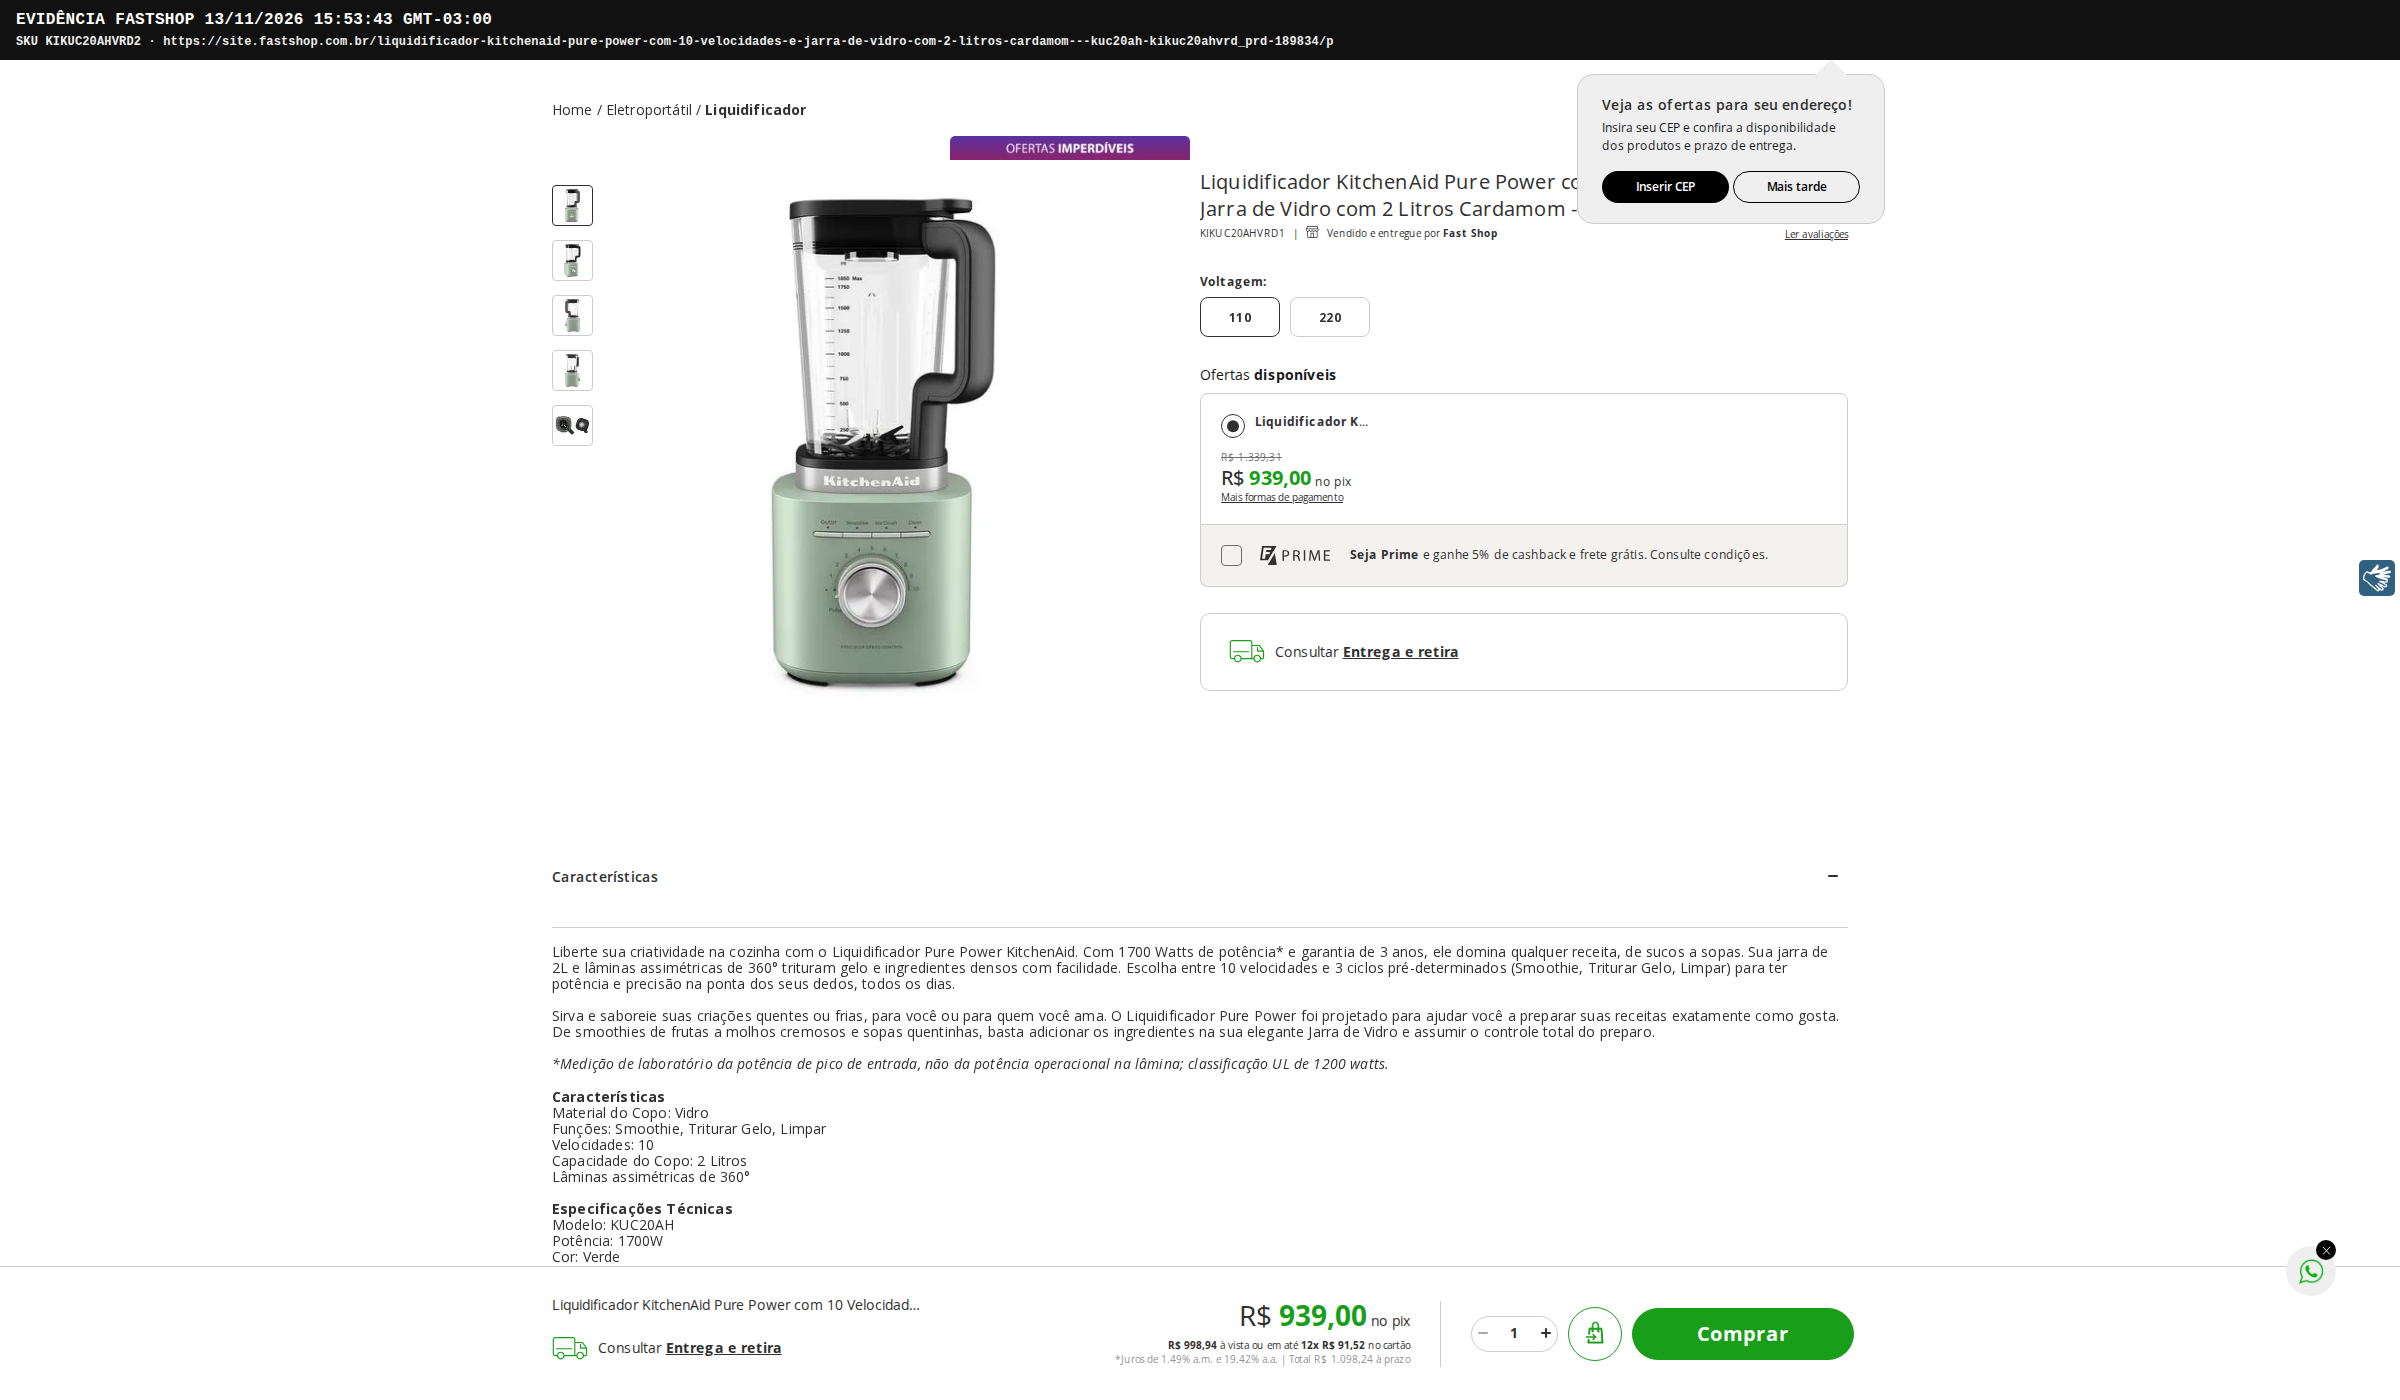 EVIDÊNCIA FASTSHOP 13/11/2026 15:53:43 GMT-03:00
SKU KIKUC20AHVRD2 · https://site.fastshop.com.br/liquidificador-kitchenaid-pure-power-com-10-velocidades-e-jarra-de-vidro-com-2-litros-cardamom---kuc20ah-kikuc20ahvrd_prd-189834/p
Home / Eletroportátil / Liquidificador
Veja as ofertas para seu endereço!
Insira seu CEP e confira a disponibilidade
dos produtos e prazo de entrega.
Inserir CEP
Mais tarde
OFERTAS IMPERDÍVEIS
Liquidificador KitchenAid Pure Power
Jarra de Vidro com 2 Litros Cardamom -
KIKUC20AHVRD1 | Vendido e entregue por Fast Shop
Ler avaliações
Voltagem:
110
220
Ofertas disponíveis
Liquidificador K...
R$ 1.339,31
R$ 939,00 no pix
Mais formas de pagamento
PRIME
Seja Prime e ganhe 5% de cashback e frete grátis. Consulte condições.
Consultar Entrega e retira
1850 Max
1750
1500
1250
1000
750
500
250
KitchenAid
On/Off Smoothie Ice Crush Clean
Características
Liberte sua criatividade na cozinha com o Liquidificador Pure Power KitchenAid. Com 1700 Watts de potência* e garantia de 3 anos, ele domina qualquer receita, de sucos a sopas. Sua jarra de
2L e lâminas assimétricas de 360° trituram gelo e ingredientes densos com facilidade. Escolha entre 10 velocidades e 3 ciclos pré-determinados (Smoothie, Triturar Gelo, Limpar) para ter
potência e precisão na ponta dos seus dedos, todos os dias.
Sirva e saboreie suas criações quentes ou frias, para você ou para quem você ama. O Liquidificador Pure Power foi projetado para ajudar você a preparar suas receitas exatamente como gosta.
De smoothies de frutas a molhos cremosos e sopas quentinhas, basta adicionar os ingredientes na sua elegante Jarra de Vidro e assumir o controle total do preparo.
*Medição de laboratório da potência de pico de entrada, não da potência operacional na lâmina; classificação UL de 1200 watts.
Características
Material do Copo: Vidro
Funções: Smoothie, Triturar Gelo, Limpar
Velocidades: 10
Capacidade do Copo: 2 Litros
Lâminas assimétricas de 360°
Especificações Técnicas
Modelo: KUC20AH
Potência: 1700W
Cor: Verde
Liquidificador KitchenAid Pure Power com 10 Velocidad...
Consultar Entrega e retira
R$ 939,00 no pix
R$ 998,94 à vista ou em até 12x R$ 91,52 no cartão
*Juros de 1.49% a.m. e 19.42% a.a. | Total R$ 1.098,24 à prazo
1
Comprar